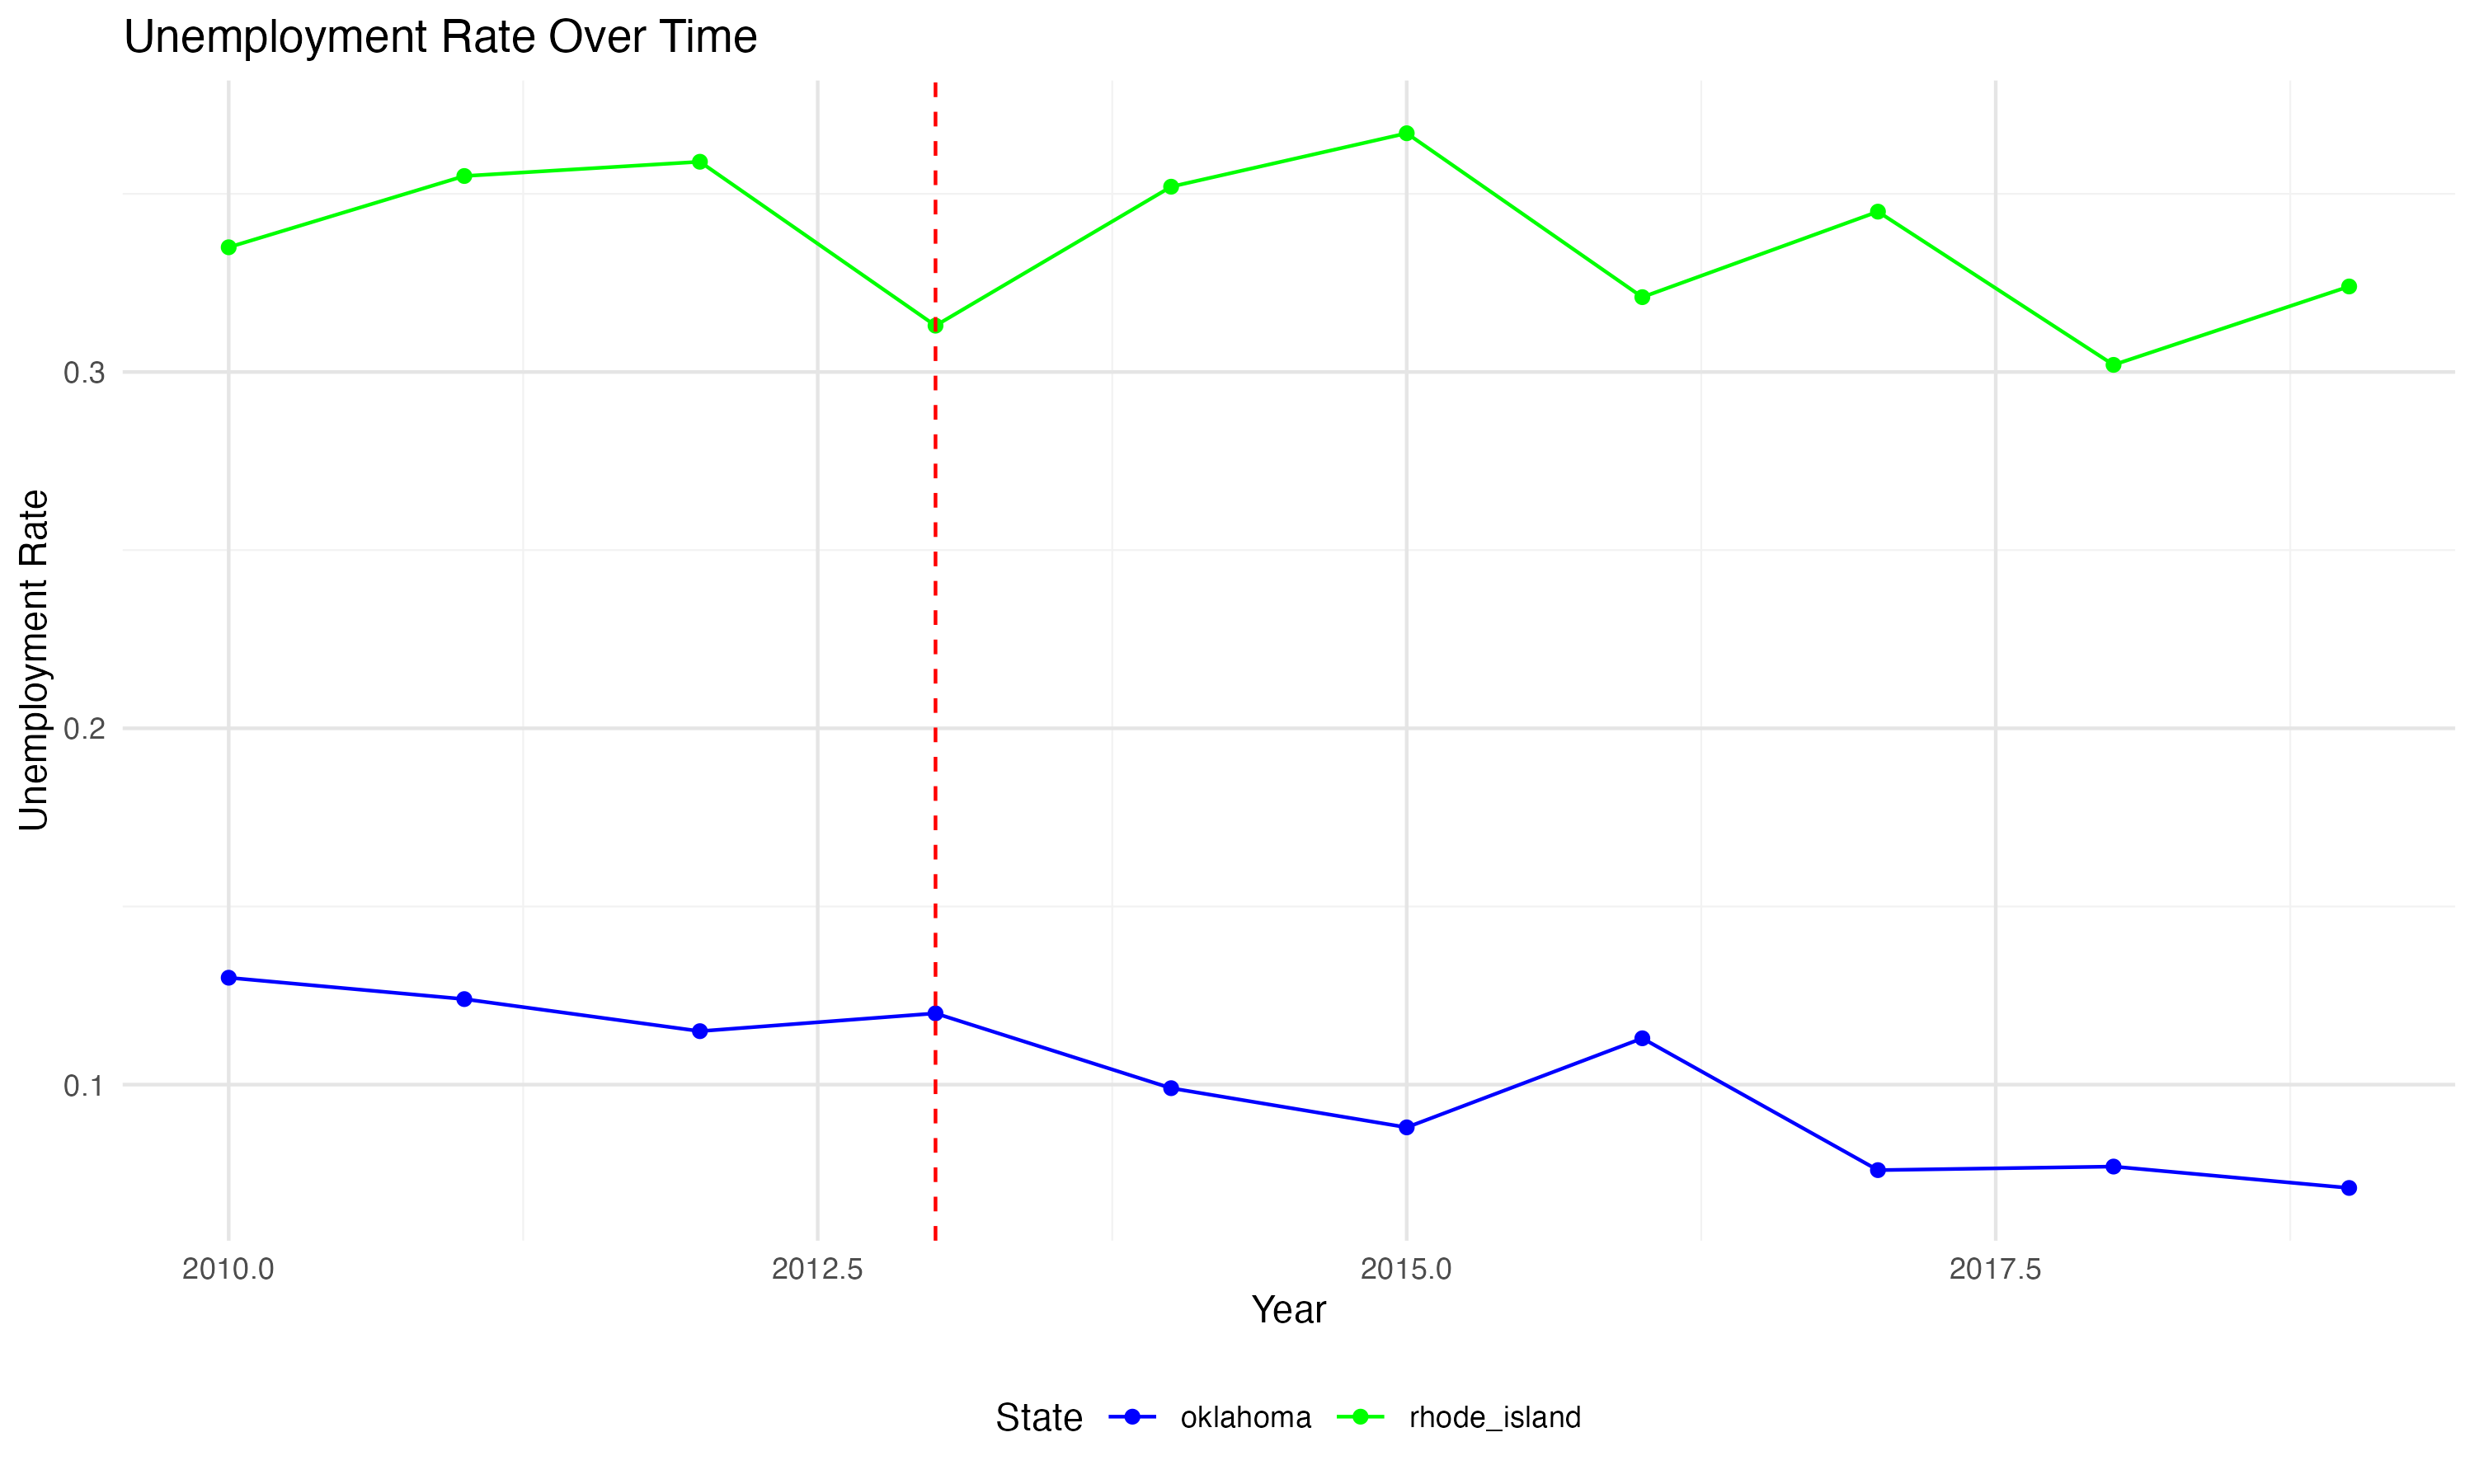 Unemployment Rate Over Time
Unemployment Rate
0.3
0.2
0.1
2010.0 2012.5 2015.0 2017.5
Year
State oklahoma rhode_island